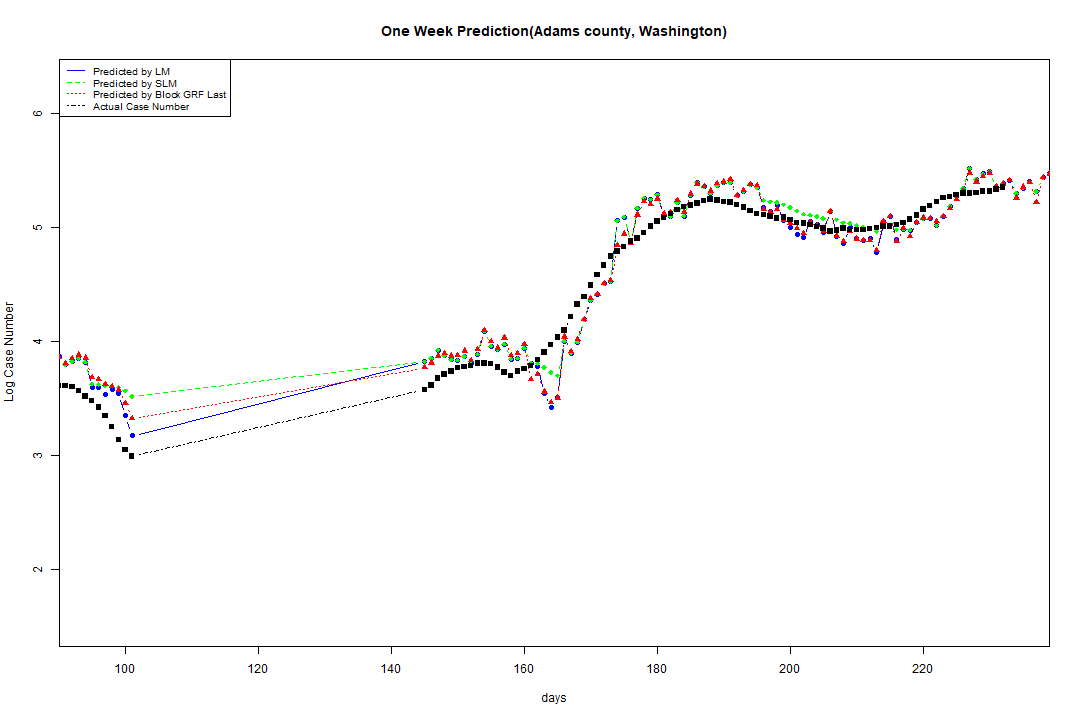 One Week Prediction(Adams county, Washington)
Predicted by LM
Predicted by SLM
Predicted by Block GRF Last
Actual Case Number
6
5
4
3
2
Log Case Number
100 120 140 160 180 200 220
days